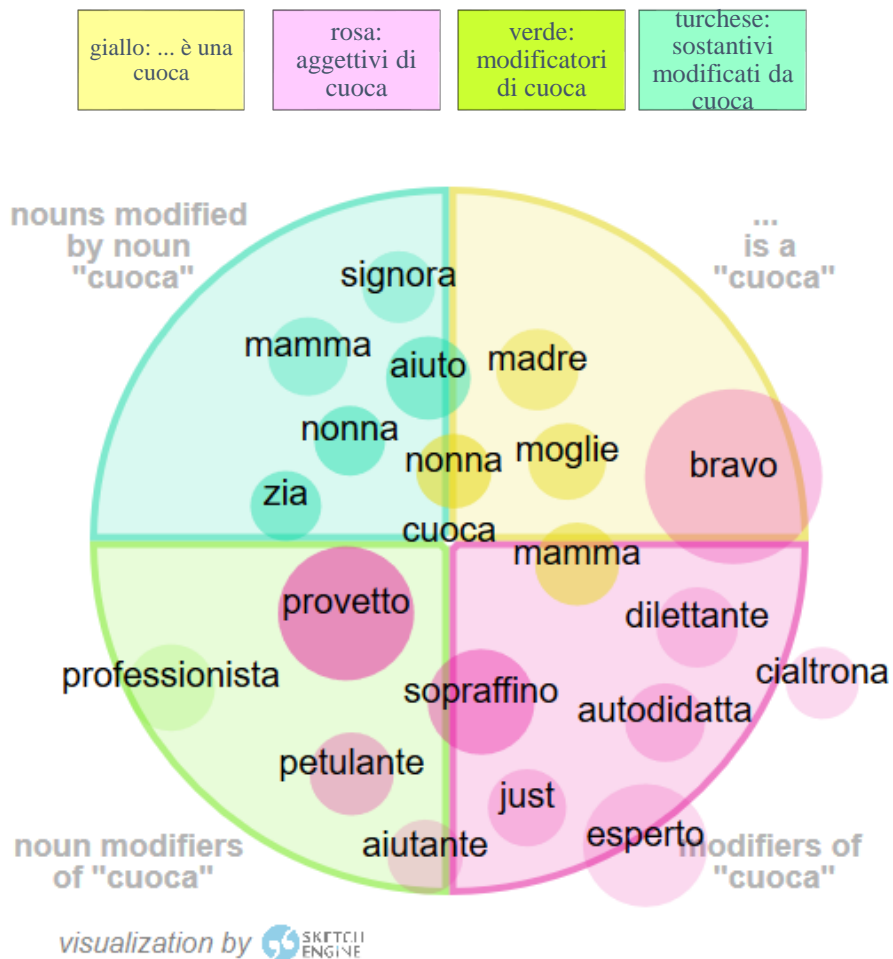 giallo: ... è una
cuoca
rosa:
aggettivi di
cuoca
verde:
modificatori
di cuoca
turchese:
sostantivi
modificati da
cuoca
nouns modified
by noun
"cuoca"
...
is a
"cuoca"
signora
mamma
aiuto
madre
nonna
nonna
moglie
bravo
zia
cuoca
mamma
provetto
dilettante
professionista
sopraffino
cialtrona
autodidatta
petulante
just
aiutante
esperto
noun modifiers
of "cuoca"
modifiers of
"cuoca"
visualization by SKETCH
ENGINE